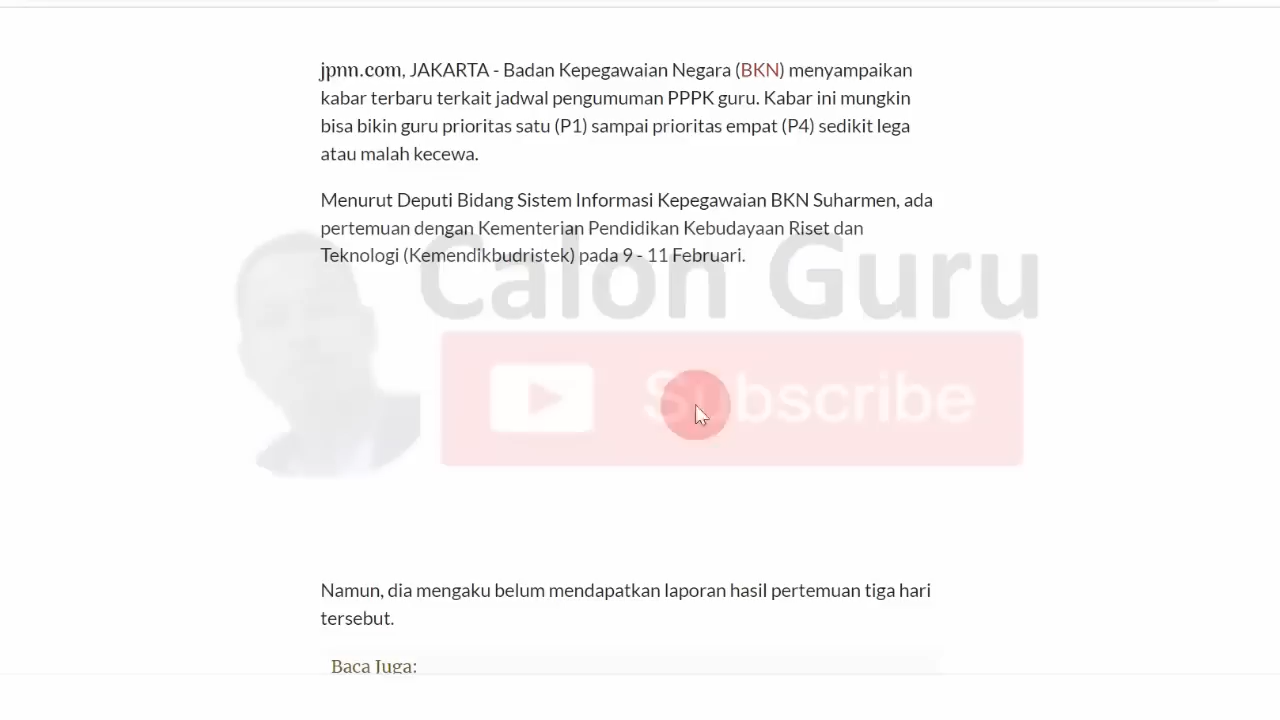 jpnn.com, JAKARTA - Badan Kepegawaian Negara (BKN) menyampaikan
kabar terbaru terkait jadwal pengumuman PPPK guru. Kabar ini mungkin
bisa bikin guru prioritas satu (P1) sampai prioritas empat (P4) sedikit lega
atau malah kecewa.
Menurut Deputi Bidang Sistem Informasi Kepegawaian BKN Suharmen, ada
pertemuan dengan Kementerian Pendidikan Kebudayaan Riset dan
Teknologi (Kemendikbudristek) pada 9 - 11 Februari.
Calon Guru
Subscribe
Namun, dia mengaku belum mendapatkan laporan hasil pertemuan tiga hari
tersebut.
Baca Juga: